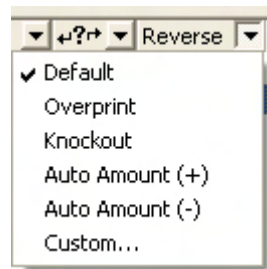 ↵?↱ Reverse
Default
Overprint
Knockout
Auto Amount (+)
Auto Amount (-)
Custom...